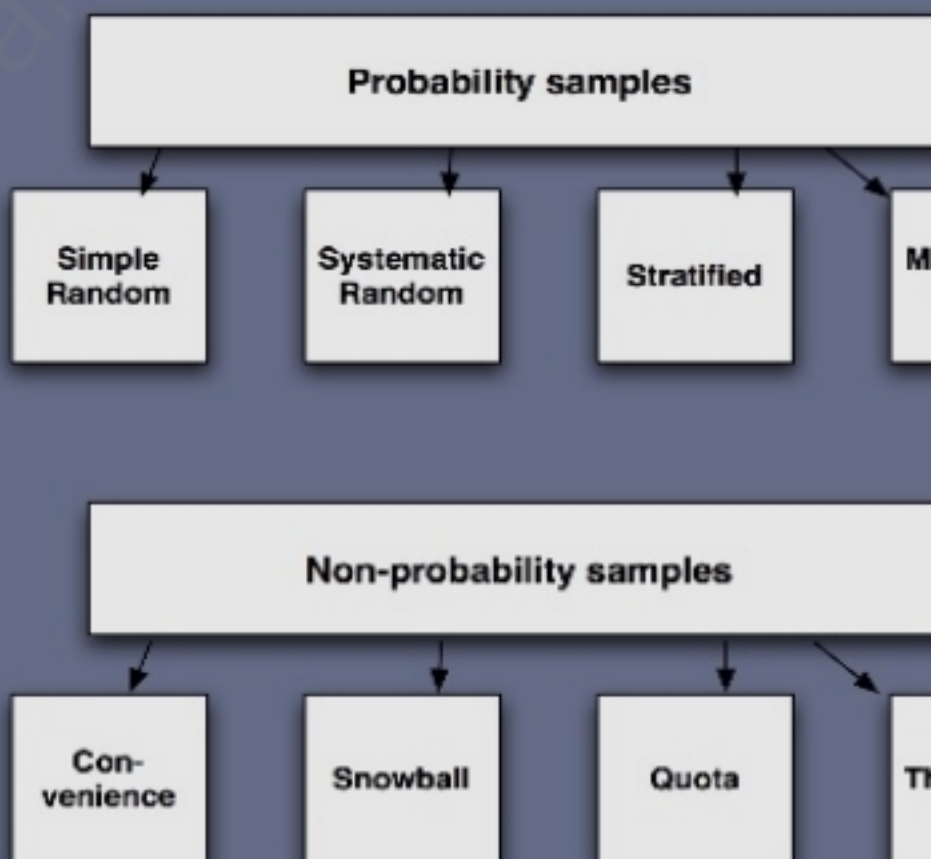 Probability samples
Simple
Random
Systematic
Random
Stratified
Non-probability samples
Con-
venience
Snowball
Quota